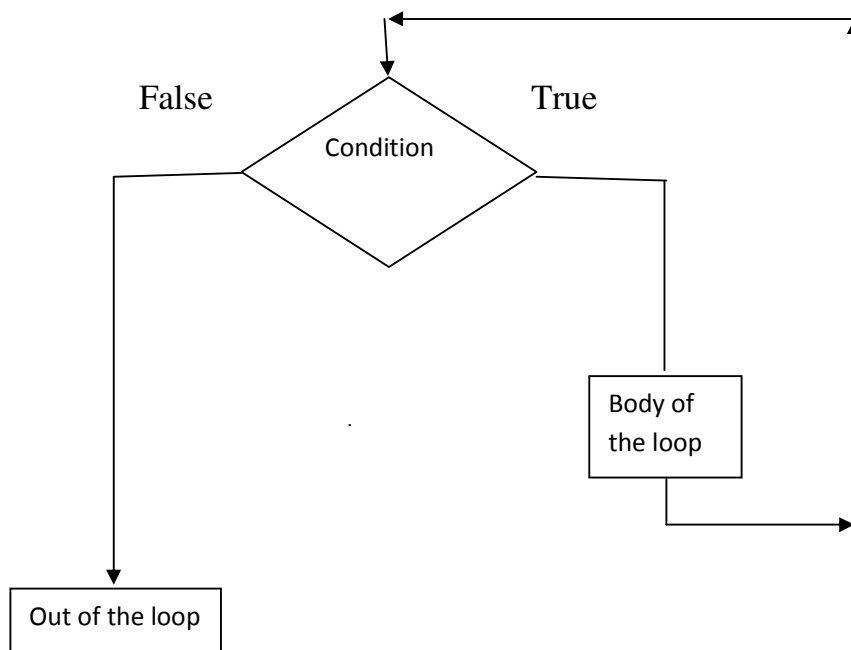 False
True
Condition
Body of
the loop
Out of the loop